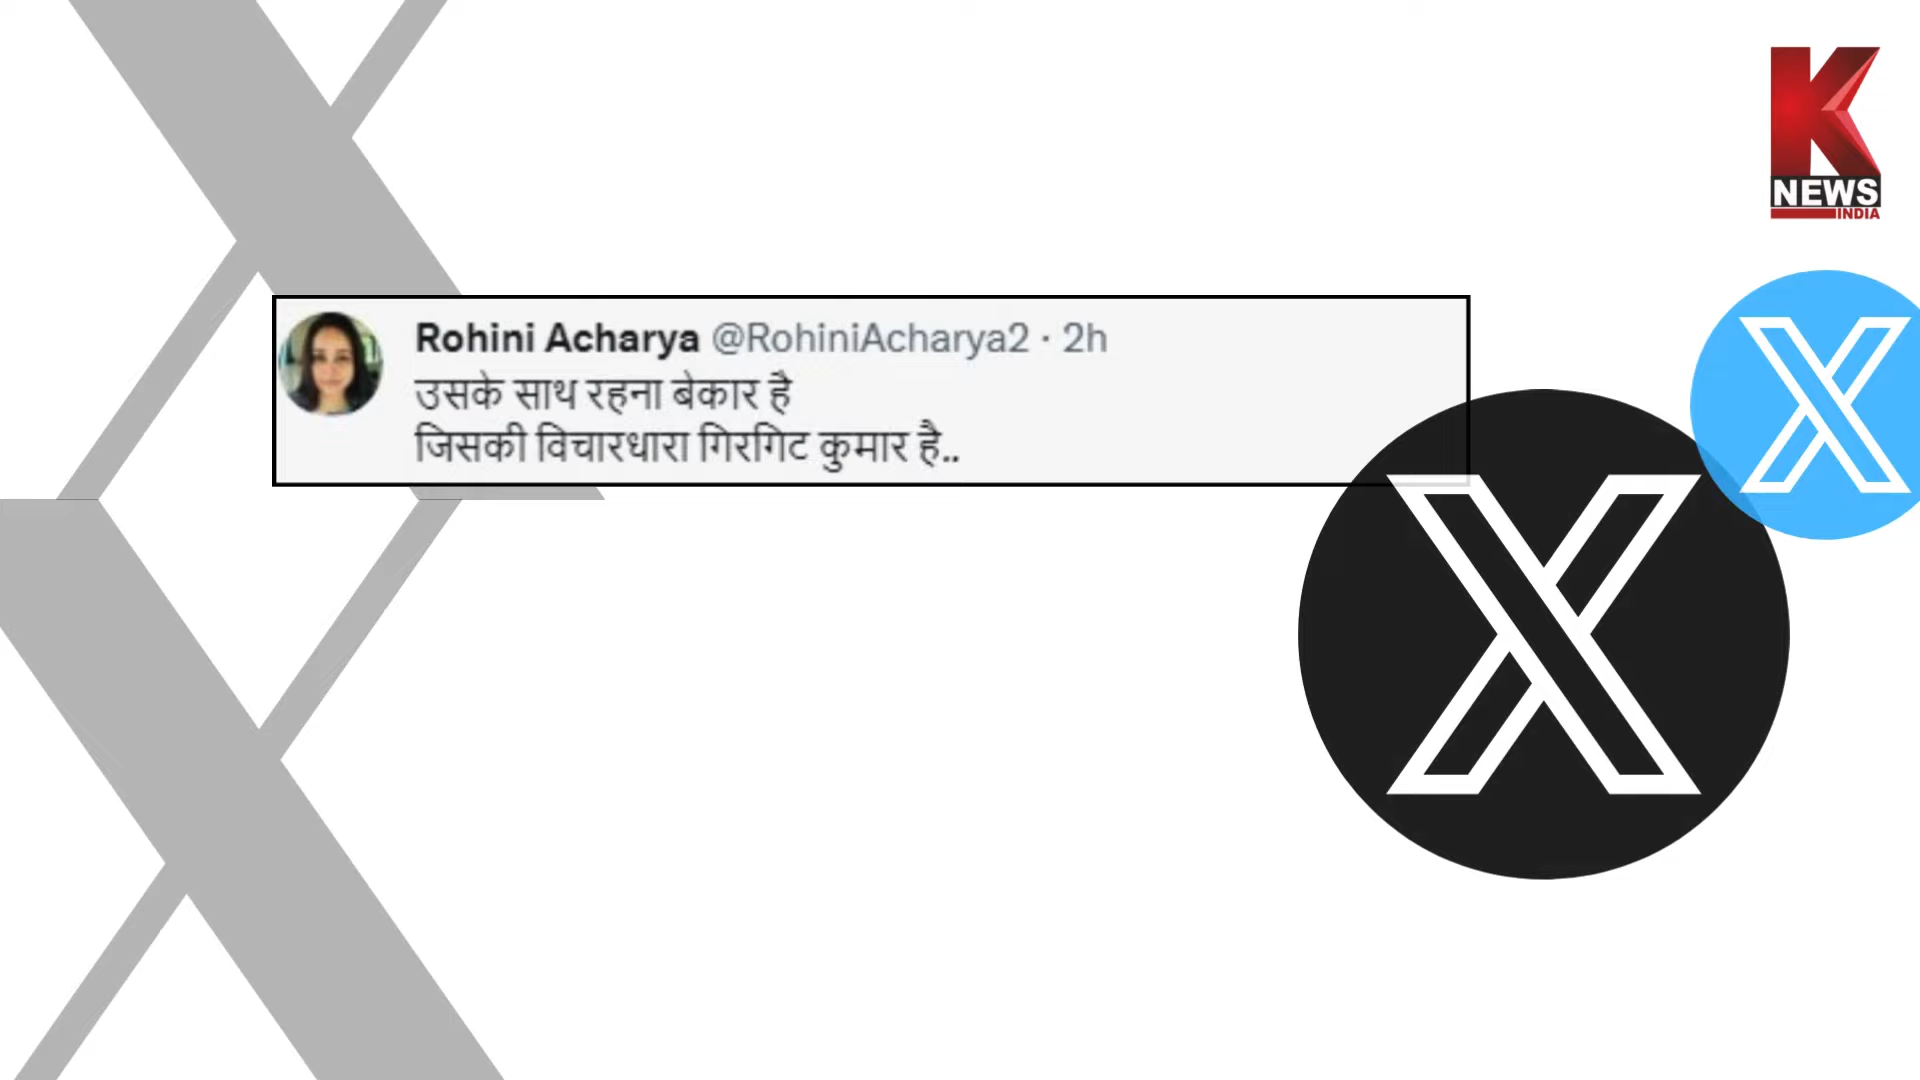 K
NEWS
INDIA
Rohini Acharya @RohiniAcharya2 · 2h
उसके साथ रहना बेकार है
जिसकी विचारधारा गिरगिट कुमार है..